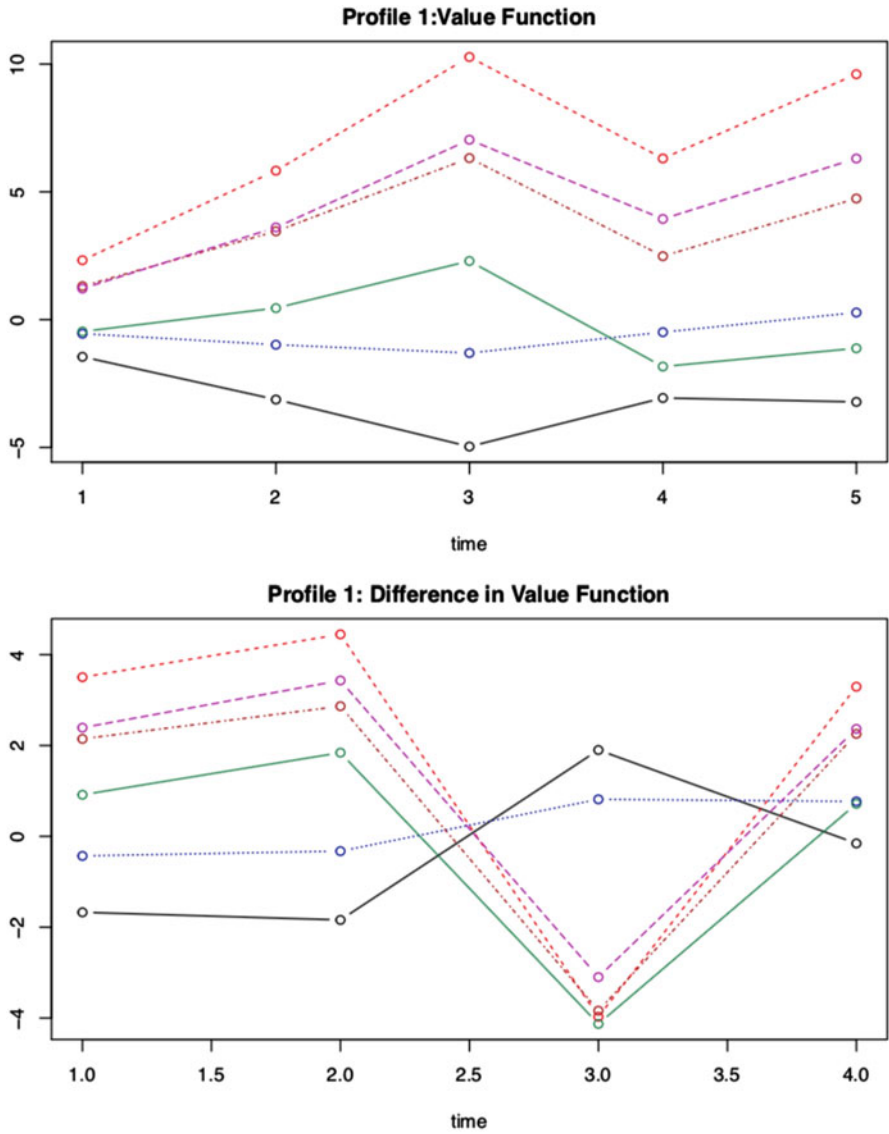 Profile 1:Value Function
10
5
0
−5
1 2 3 4 5
time
Profile 1: Difference in Value Function
4
2
0
−2
−4
1.0 1.5 2.0 2.5 3.0 3.5 4.0
time